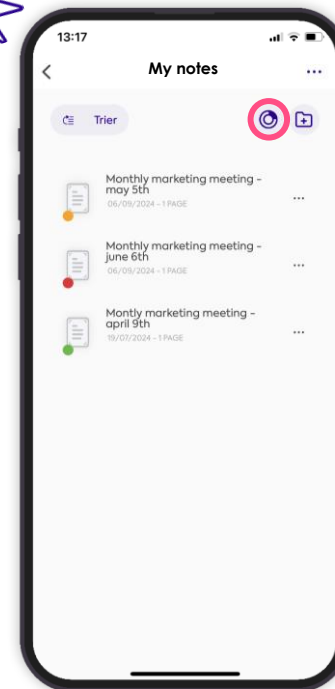 13:17
My notes
Trier
Monthly marketing meeting -
may 5th
06/09/2024 - 1 PAGE
Monthly marketing meeting -
june 6th
06/09/2024 - 1 PAGE
Montly marketing meeting -
april 9th
19/07/2024 - 1 PAGE